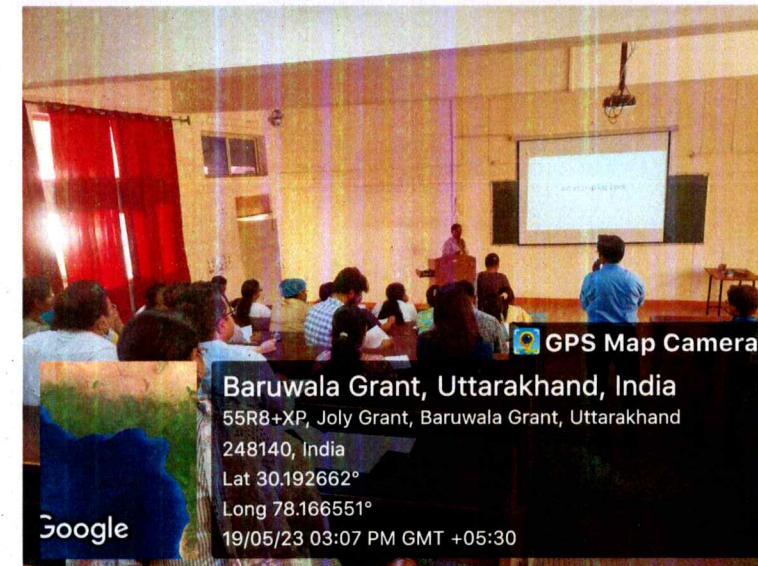 GPS Map Camera
Baruwala Grant, Uttarakhand, India
55R8+XP, Joly Grant, Baruwala Grant, Uttarakhand
248140, India
Lat 30.192662°
Long 78.166551°
19/05/23 03:07 PM GMT +05:30
Google